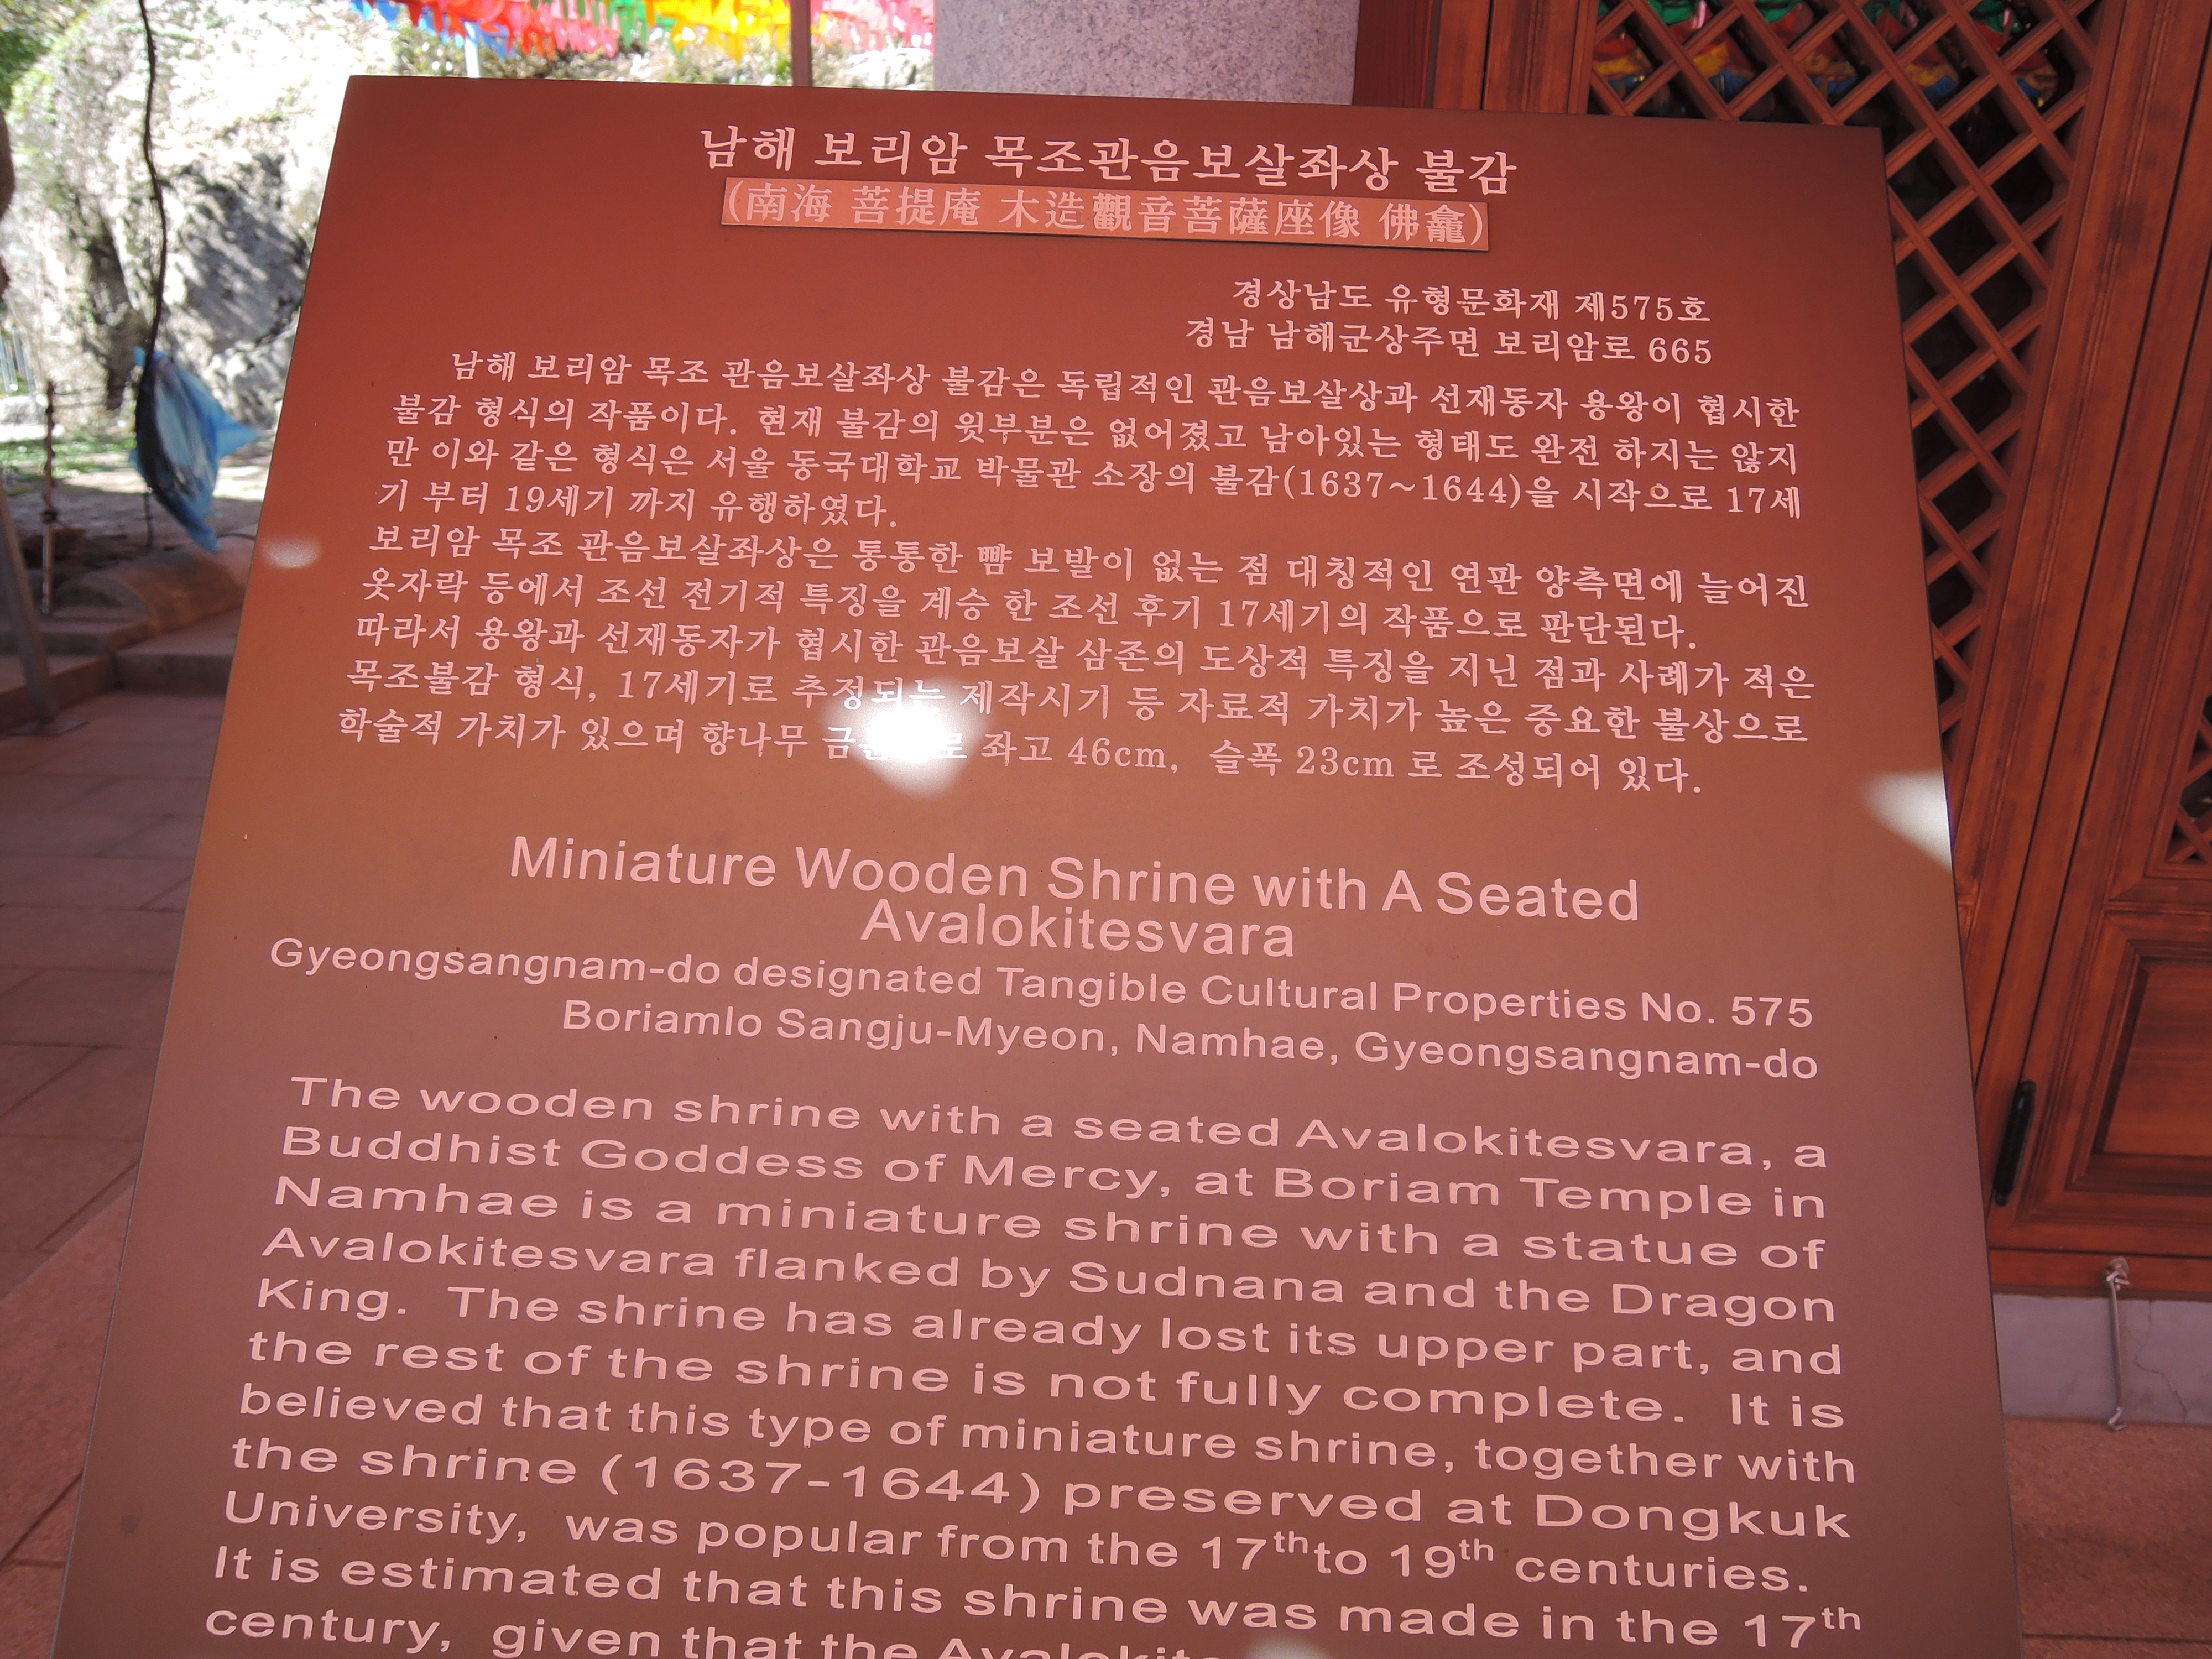 남해 보리암 목조관음보살좌상 불감
(南海 菩提庵 木造觀音菩薩座像 佛龕)
경상남도 유형문화재 제575호
경남 남해군상주면 보리암로 665
남해 보리암 목조 관음보살좌상 불감은 독립적인 관음보살상과 선재동자 용왕이 협시한
불감 형식의 작품이다. 현재 불감의 윗부분은 없어졌고 남아있는 형태도 완전 하지는 않지
만 이와 같은 형식은 서울 동국대학교 박물관 소장의 불감(1637~1644)을 시작으로 17세
기 부터 19세기 까지 유행하였다.
보리암 목조 관음보살좌상은 통통한 뺨 보발이 없는 점 대칭적인 연판 양측면에 늘어진
옷자락 등에서 조선 전기적 특징을 계승 한 조선 후기 17세기의 작품으로 판단된다.
따라서 용왕과 선재동자가 협시한 관음보살 삼존의 도상적 특징을 지닌 점과 사례가 적은
목조불감 형식, 17세기로 추정되는 제작시기 등 자료적 가치가 높은 중요한 불상으로
학술적 가치가 있으며 향나무 좌고 46cm, 슬폭 23cm 로 조성되어 있다.
Miniature Wooden Shrine with A Seated
Avalokitesvara
Gyeongsangnam-do designated Tangible Cultural Properties No. 575
Boriamlo Sangju-Myeon, Namhae, Gyeongsangnam-do
The wooden shrine with a seated Avalokitesvara, a
Buddhist Goddess of Mercy, at Boriam Temple in
Namhae is a miniature shrine with a statue of
Avalokitesvara flanked by Sudnana and the Dragon
King. The shrine has already lost its upper part, and
the rest of the shrine is not fully complete. It is
believed that this type of miniature shrine, together with
the shrine (1637-1644) preserved at Dongkuk
University, was popular from the 17th to 19th centuries.
It is estimated that this shrine was made in the 17th
century, given that the